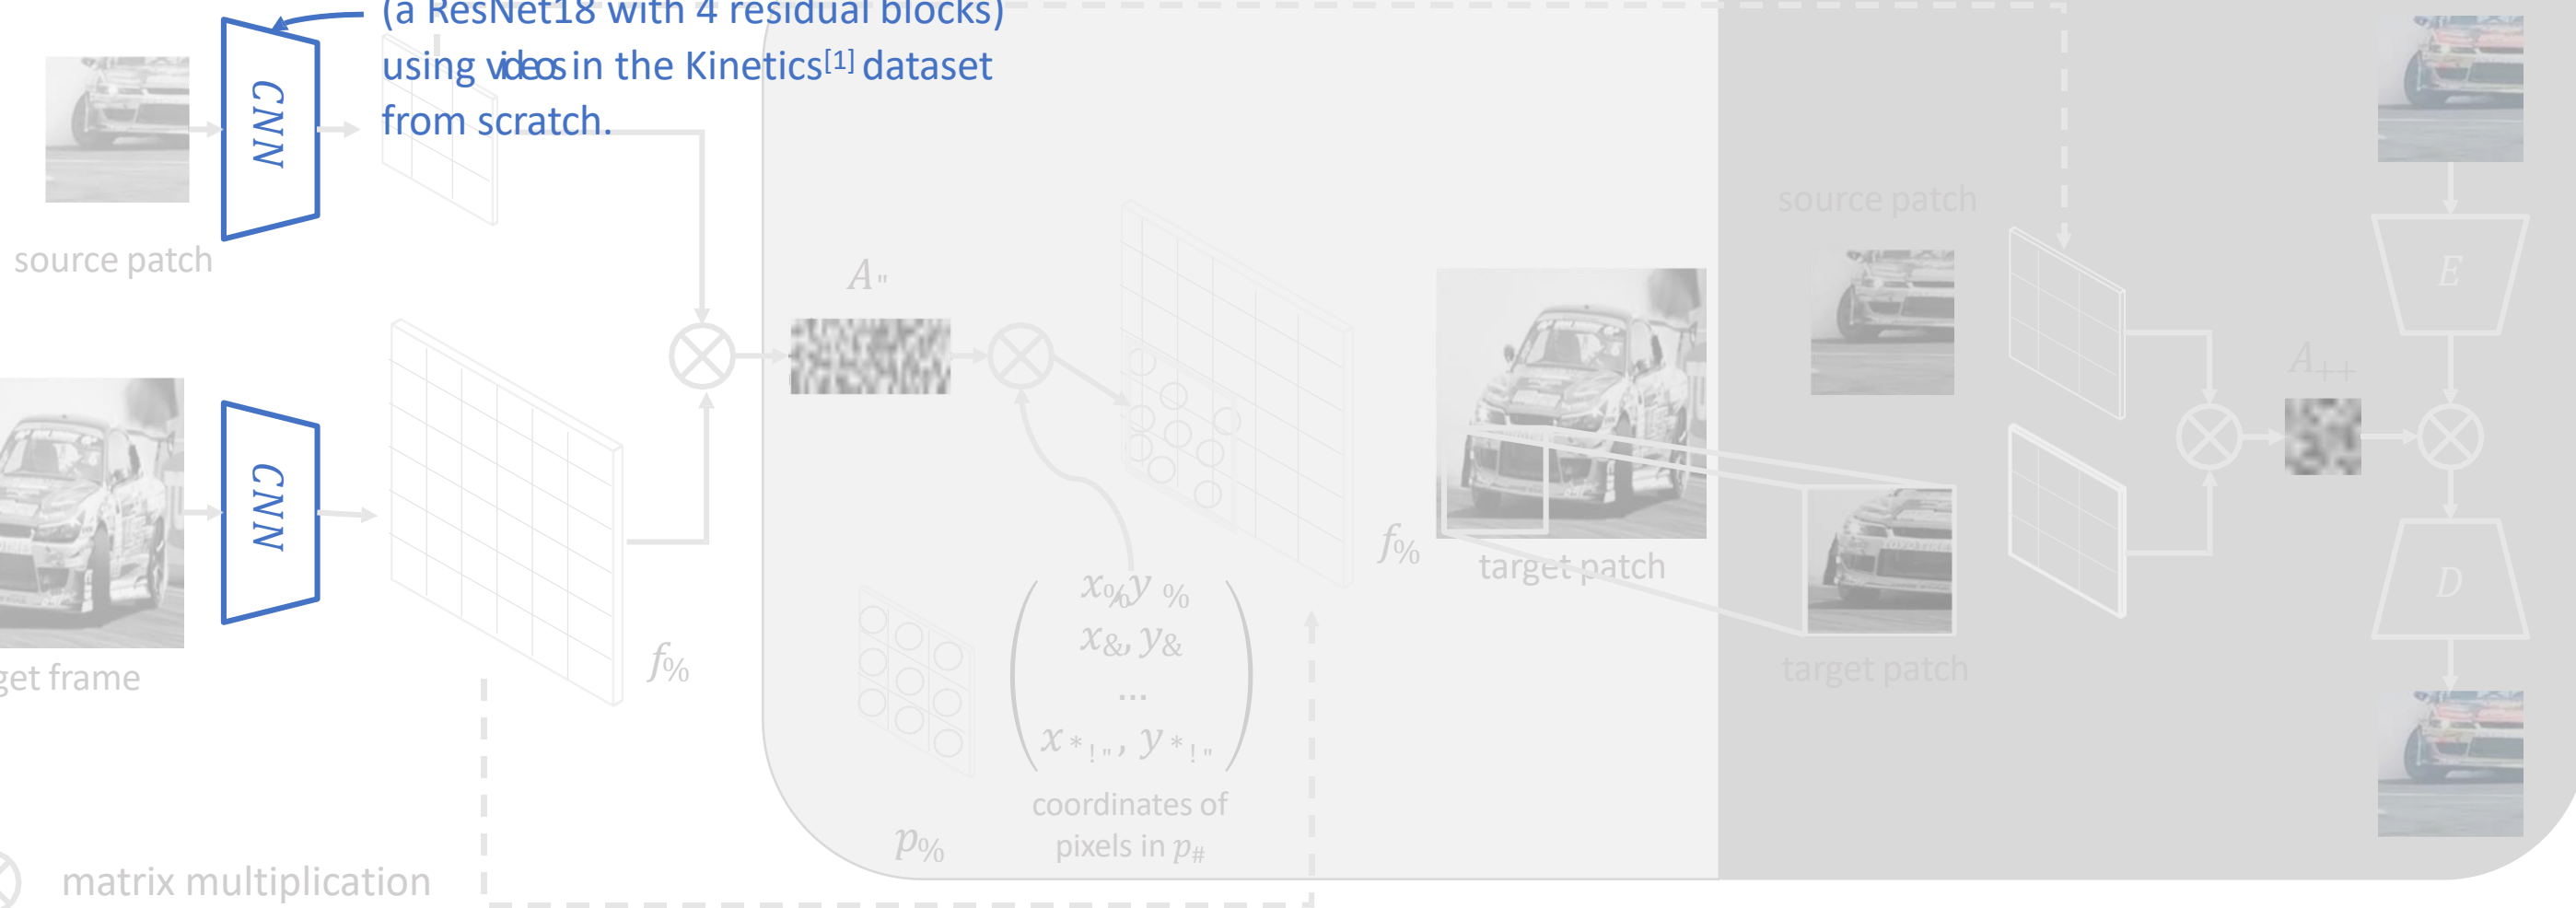 (a ResNet18 with 4 residual blocks)
using videos in the Kinetics[1] dataset
from scratch.
CNN
source patch
CNN
get frame
f%
matrix multiplication
A"
x%, y%
x&, y&
...
x*!", y*!"
coordinates of
pixels in p#
p%
f%
target patch
source patch
target patch
A++
E
D